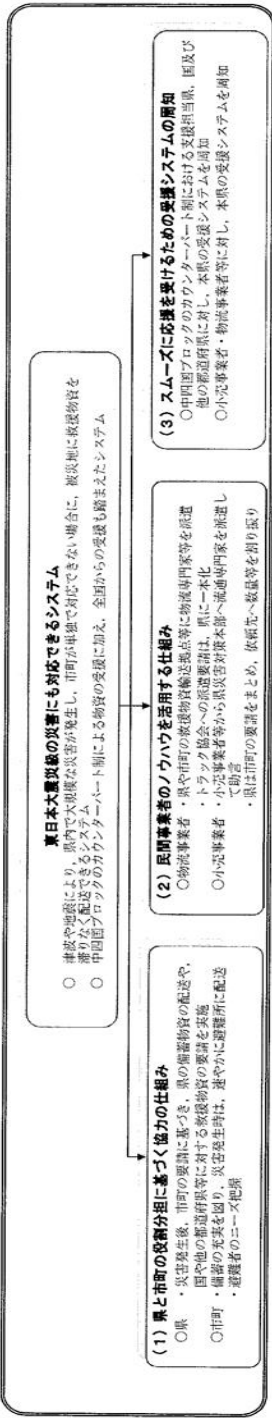 東日本大震災級の災害にも対応できるシステム
○ 津波や地震により、県内で大規模な災害が発生し、市町が単独で対応できない場合に、被災地に救援物資を
滞りなく配送できるシステム
○ 中四国ブロックのカウンターパート制による物資の受援に加え、全国からの受援も踏まえたシステム
(1) 県と市町の役割分担に基づく協力の仕組み
○県 ・災害発生後、市町の要請に基づき、県の備蓄物資の配送や、
国や他の都道府県等に対する救援物資の要請を実施
○市町 ・備蓄の充実を図り、災害発生時は、速やかに避難所に配送
・避難者のニーズ把握
(2) 民間事業者のノウハウを活用する仕組み
○物流事業者 ・県や市町の救援物資輸送拠点等に物流専門家等を派遣
・トラック協会への派遣要請は、県に一本化
○小売事業者 ・小売事業者等から県災害対策本部へ流通専門家を派遣し
て助言
・県は市町の要請をまとめ、依頼先へ数量等を割り振り
(3) スムーズに応援を受けるための受援システムの周知
○中四国ブロックのカウンターパート制における支援担当県、国及び
他の都道府県に対し、本県の受援システムを周知
○小売事業者・物流事業者等に対し、本県の受援システムを周知